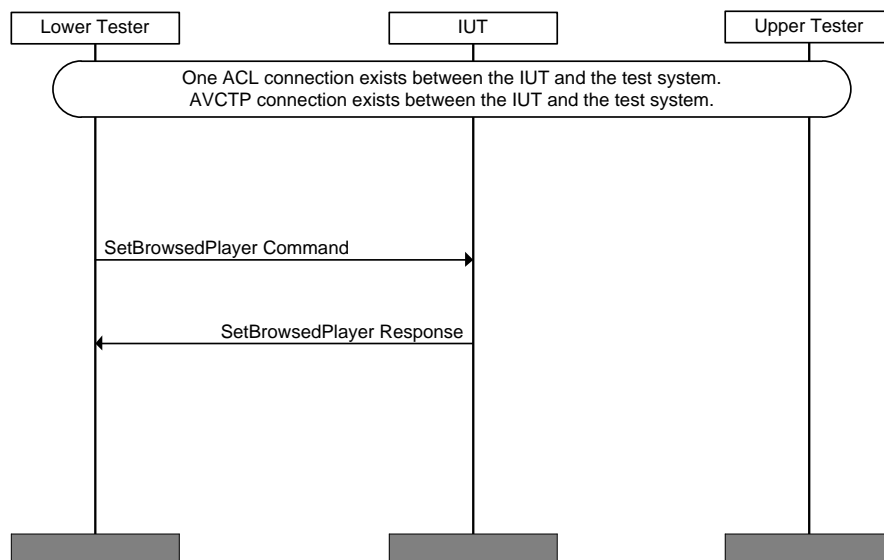 Lower Tester
IUT
Upper Tester
One ACL connection exists between the IUT and the test system.
AVCTP connection exists between the IUT and the test system.
SetBrowsedPlayer Command
SetBrowsedPlayer Response